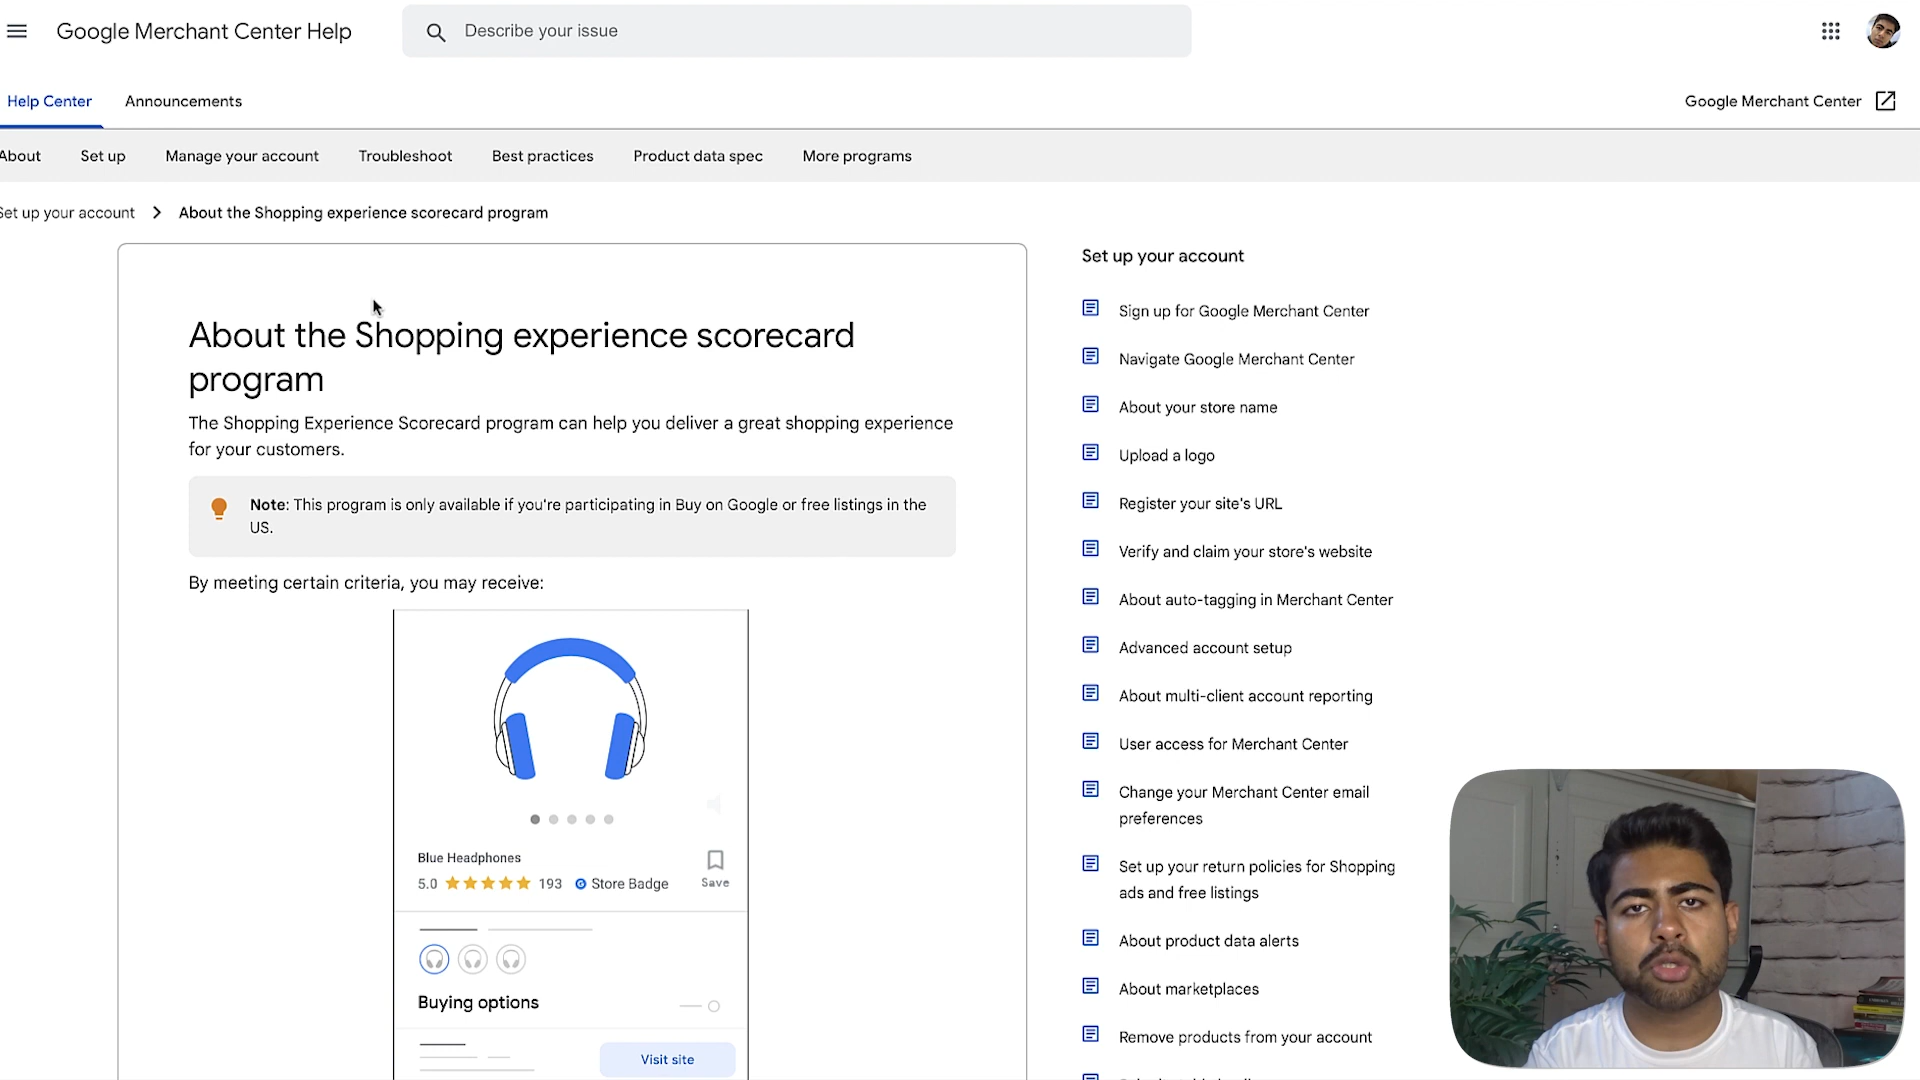 Google Merchant Center Help
Describe your issue
Help Center
Announcements
Google Merchant Center
About
Set up
Manage your account
Troubleshoot
Best practices
Product data spec
More programs
Set up your account
About the Shopping experience scorecard program
About the Shopping experience scorecard
program
The Shopping Experience Scorecard program can help you deliver a great shopping experience
for your customers.
Note: This program is only available if you're participating in Buy on Google or free listings in the
US.
By meeting certain criteria, you may receive:
Blue Headphones
5.0 193 Store Badge
Save
Buying options
Visit site
Set up your account
Sign up for Google Merchant Center
Navigate Google Merchant Center
About your store name
Upload a logo
Register your site's URL
Verify and claim your store's website
About auto-tagging in Merchant Center
Advanced account setup
About multi-client account reporting
User access for Merchant Center
Change your Merchant Center email
preferences
Set up your return policies for Shopping
ads and free listings
About product data alerts
About marketplaces
Remove products from your account